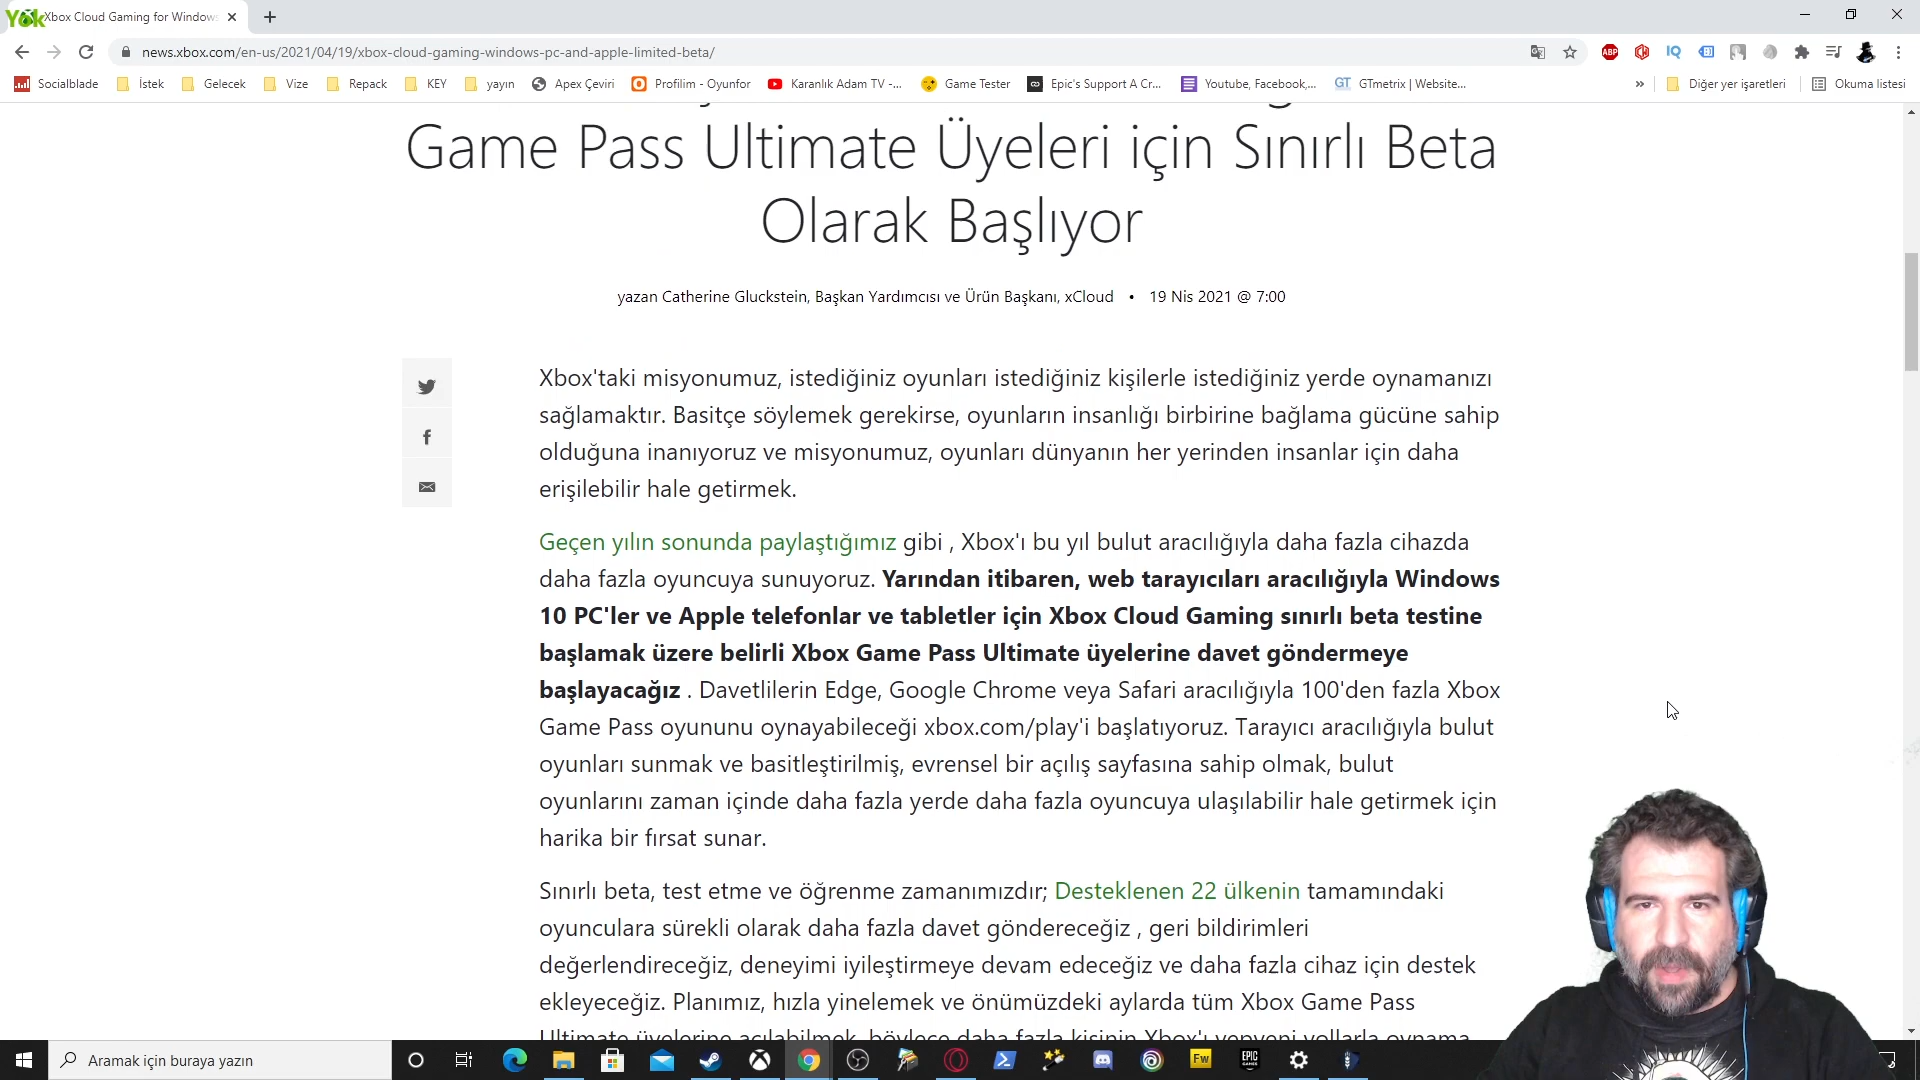 Yok
Xbox Cloud Gaming for Windows
news.xbox.com/en-us/2021/04/19/xbox-cloud-gaming-windows-pc-and-apple-limited-beta/
ABP
IQ
Socialblade
İstek
Gelecek
Vize
Repack
KEY
yayın
Apex Çeviri
Profilim - Oyunfor
Karanlık Adam TV -...
Game Tester
Epic's Support A Cr...
Youtube, Facebook,...
GT
GTmetrix | Website...
»
Diğer yer işaretleri
Okuma listesi
Game Pass Ultimate Üyeleri için Sınırlı Beta
Olarak Başlıyor
yazan Catherine Gluckstein, Başkan Yardımcısı ve Ürün Başkanı, xCloud • 19 Nis 2021 @ 7:00
Xbox'taki misyonumuz, istediğiniz oyunları istediğiniz kişilerle istediğiniz yerde oynamanızı
sağlamaktır. Basitçe söylemek gerekirse, oyunların insanlığı birbirine bağlama gücüne sahip
olduğuna inanıyoruz ve misyonumuz, oyunları dünyanın her yerinden insanlar için daha
erişilebilir hale getirmek.
Geçen yılın sonunda paylaştığımız gibi , Xbox'ı bu yıl bulut aracılığıyla daha fazla cihazda
daha fazla oyuncuya sunuyoruz. Yarından itibaren, web tarayıcıları aracılığıyla Windows
10 PC'ler ve Apple telefonlar ve tabletler için Xbox Cloud Gaming sınırlı beta testine
başlamak üzere belirli Xbox Game Pass Ultimate üyelerine davet göndermeye
başlayacağız . Davetlilerin Edge, Google Chrome veya Safari aracılığıyla 100'den fazla Xbox
Game Pass oyununu oynayabileceği xbox.com/play'i başlatıyoruz. Tarayıcı aracılığıyla bulut
oyunları sunmak ve basitleştirilmiş, evrensel bir açılış sayfasına sahip olmak, bulut
oyunlarını zaman içinde daha fazla yerde daha fazla oyuncuya ulaşılabilir hale getirmek için
harika bir fırsat sunar.
Sınırlı beta, test etme ve öğrenme zamanımızdır; Desteklenen 22 ülkenin tamamındaki
oyunculara sürekli olarak daha fazla davet göndereceğiz , geri bildirimleri
değerlendireceğiz, deneyimi iyileştirmeye devam edeceğiz ve daha fazla cihaz için destek
ekleyeceğiz. Planımız, hızla yinelemek ve önümüzdeki aylarda tüm Xbox Game Pass
Ultimate üyelerine açılabilmek, böylece daha fazla kişinin Xbox'ı yepyeni yollarla oynama
Aramak için buraya yazın
Fw
EPIC
GAMES